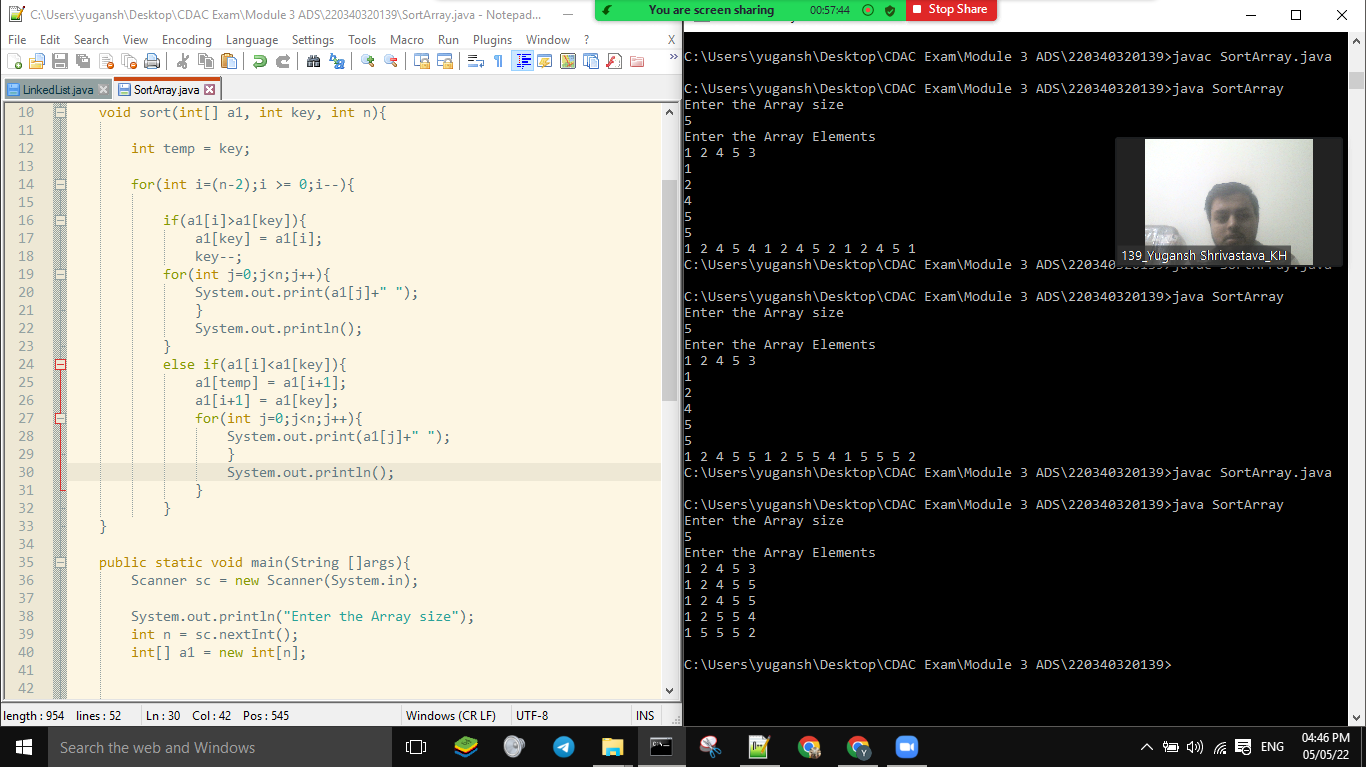 C:\Users\yugansh\Desktop\CDAC Exam\Module 3 ADS\220340320139\SortArray.java - Notepad...
You are screen sharing
00:57:44
Stop Share
File Edit Search View Encoding Language Settings Tools Macro Run Plugins Window ? X
LinkedList.java SortArray.java
10 void sort(int[] a1, int key, int n){
11
12 int temp = key;
13
14 for(int i=(n-2);i >= 0;i--){
15
16 if(a1[i]>a1[key]){
17 a1[key] = a1[i];
18 key--;
19 for(int j=0;j<n;j++){
20 System.out.print(a1[j]+" ");
21 }
22 System.out.println();
23 }
24 else if(a1[i]<a1[key]){
25 a1[temp] = a1[i+1];
26 a1[i+1] = a1[key];
27 for(int j=0;j<n;j++){
28 System.out.print(a1[j]+" ");
29 }
30 System.out.println();
31 }
32 }
33 }
34
35 public static void main(String []args){
36 Scanner sc = new Scanner(System.in);
37
38 System.out.println("Enter the Array size");
39 int n = sc.nextInt();
40 int[] a1 = new int[n];
41
42
length : 954 lines : 52 Ln : 30 Col : 42 Pos : 545 Windows (CR LF) UTF-8 INS
C:\Users\yugansh\Desktop\CDAC Exam\Module 3 ADS\220340320139>javac SortArray.java
C:\Users\yugansh\Desktop\CDAC Exam\Module 3 ADS\220340320139>java SortArray
Enter the Array size
5
Enter the Array Elements
1 2 4 5 3
1
2
4
5
5
1 2 4 5 4 1 2 4 5 2 1 2 4 5 1
C:\Users\yugansh\Desktop\CDAC Exam\Module 3 ADS\220340320139>javac SortArray.java
139_Yugansh Shrivastava_KH
C:\Users\yugansh\Desktop\CDAC Exam\Module 3 ADS\220340320139>java SortArray
Enter the Array size
5
Enter the Array Elements
1 2 4 5 3
1
2
4
5
5
1 2 4 5 5 1 2 5 5 4 1 5 5 5 2
C:\Users\yugansh\Desktop\CDAC Exam\Module 3 ADS\220340320139>javac SortArray.java
C:\Users\yugansh\Desktop\CDAC Exam\Module 3 ADS\220340320139>java SortArray
Enter the Array size
5
Enter the Array Elements
1 2 4 5 3
1 2 4 5 5
1 2 4 5 5
1 2 5 5 4
1 5 5 5 2
C:\Users\yugansh\Desktop\CDAC Exam\Module 3 ADS\220340320139>
Search the web and Windows
ENG
04:46 PM
05/05/22